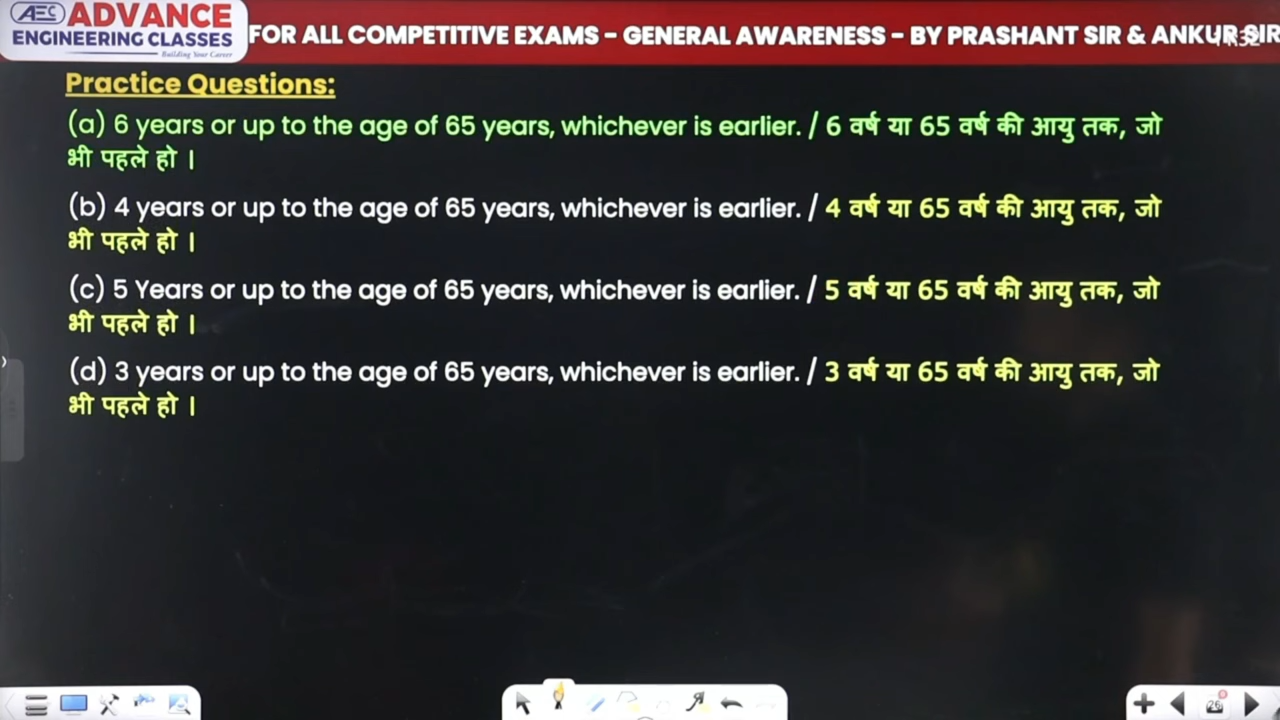 AEC ADVANCE
ENGINEERING CLASSES
Building Your Career
FOR ALL COMPETITIVE EXAMS - GENERAL AWARENESS - BY PRASHANT SIR & ANKUR SIR
Practice Questions:
(a) 6 years or up to the age of 65 years, whichever is earlier. / 6 वर्ष या 65 वर्ष की आयु तक, जो
भी पहले हो ।
(b) 4 years or up to the age of 65 years, whichever is earlier. / 4 वर्ष या 65 वर्ष की आयु तक, जो
भी पहले हो ।
(c) 5 Years or up to the age of 65 years, whichever is earlier. / 5 वर्ष या 65 वर्ष की आयु तक, जो
भी पहले हो ।
(d) 3 years or up to the age of 65 years, whichever is earlier. / 3 वर्ष या 65 वर्ष की आयु तक, जो
भी पहले हो ।
26